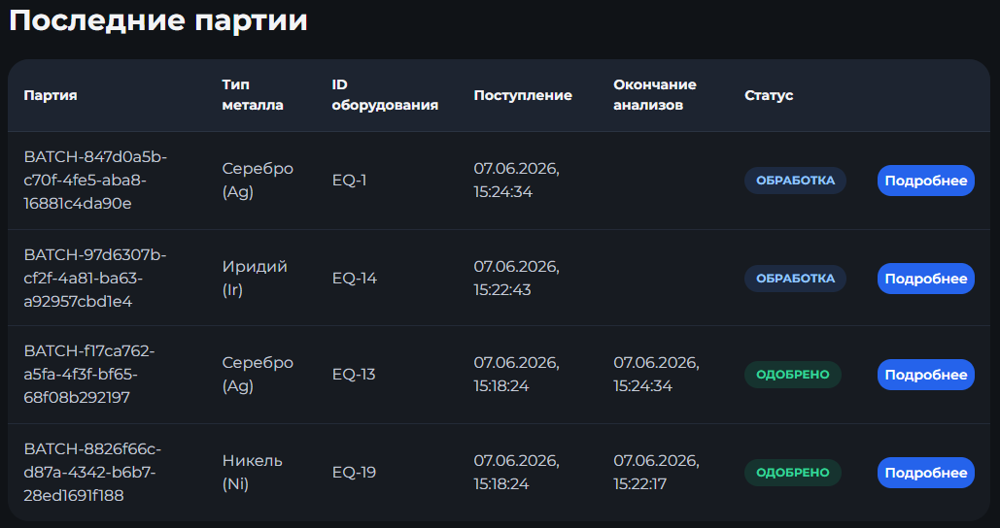 Последние партии
Партия
Тип
металла
ID
оборудования
Поступление
Окончание
анализов
Статус
BATCH-847d0a5b-
c70f-4fe5-aba8-
16881c4da90e
Серебро
(Ag)
EQ-1
07.06.2026,
15:24:34
ОБРАБОТКА
Подробнее
BATCH-97d6307b-
cf2f-4a81-ba63-
a92957cbd1e4
Иридий
(Ir)
EQ-14
07.06.2026,
15:22:43
ОБРАБОТКА
Подробнее
BATCH-f17ca762-
a5fa-4f3f-bf65-
68f08b292197
Серебро
(Ag)
EQ-13
07.06.2026,
15:18:24
07.06.2026,
15:24:34
ОДОБРЕНО
Подробнее
BATCH-8826f66c-
d87a-4342-b6b7-
28ed1691f188
Никель
(Ni)
EQ-19
07.06.2026,
15:18:24
07.06.2026,
15:22:17
ОДОБРЕНО
Подробнее